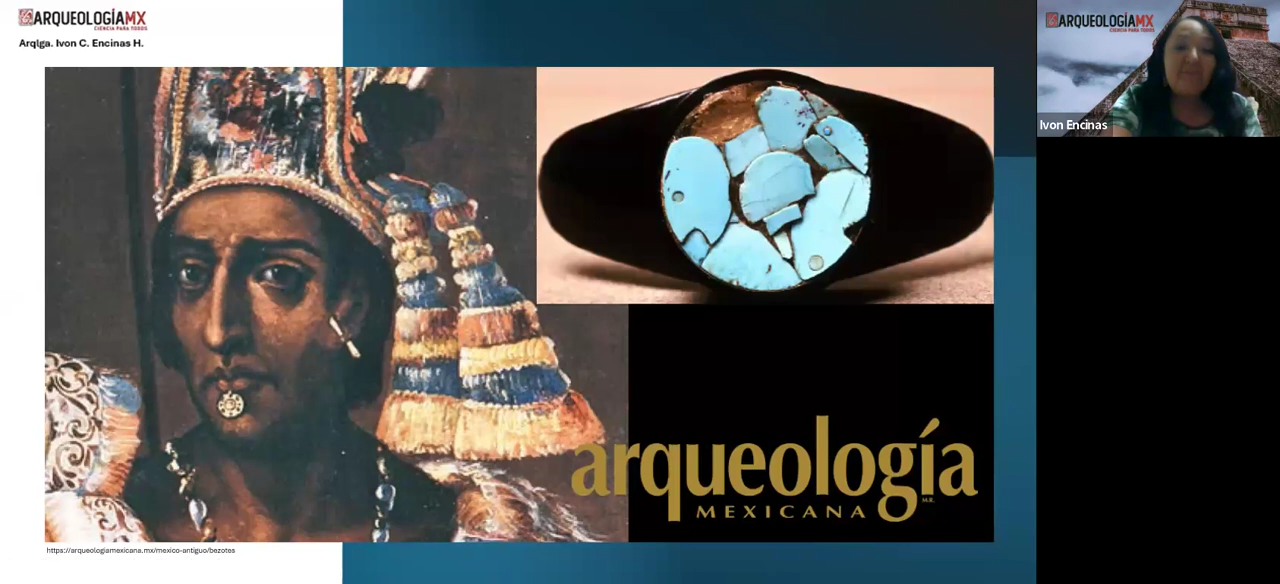 ARQUEOLOGÍAMX
CIENCIA PARA TODOS
Arqlga. Ivon C. Encinas H.
ARQUEOLOGÍAMX
CIENCIA PARA TODOS
Ivon Encinas
arqueología
M.R.
MEXICANA
https://arqueologiamexicana.mx/mexico-antiguo/bezotes